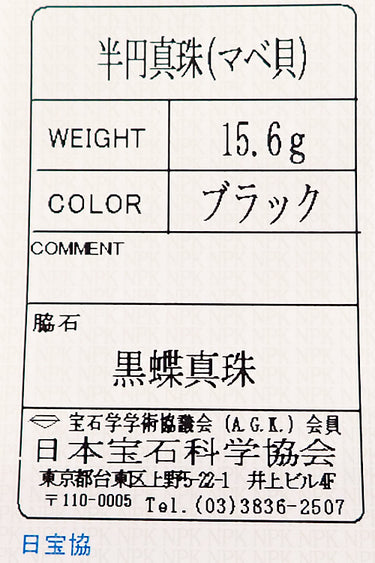 半円真珠(マベ貝)
WEIGHT 15.6g
COLOR ブラック
COMMENT
脇石
黒蝶真珠
宝石学学術協議会 (A.G.K.) 会員
日本宝石科学協会
東京都台東区上野5-22-1 井上ビル4F
〒110-0005 Tel.(03)3836-2507
日宝協